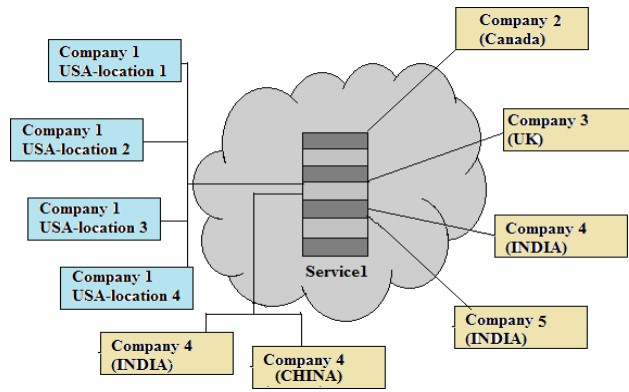 Company 1
USA-location 1
Company 1
USA-location 2
Company 1
USA-location 3
Company 1
USA-location 4
Company 2
(Canada)
Company 3
(UK)
Company 4
(INDIA)
Company 5
(INDIA)
Service1
Company 4
(INDIA)
Company 4
(CHINA)